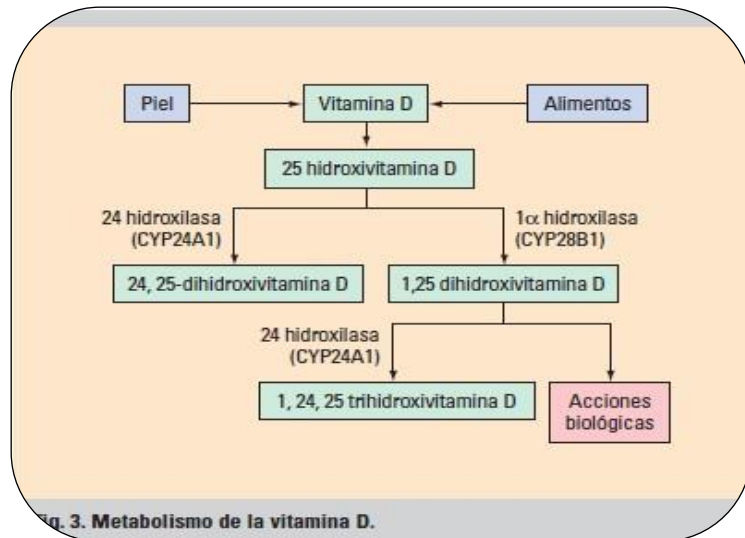 Piel
Vitamina D
Alimentos
25 hidroxivitamina D
24 hidroxilasa
(CYP24A1)
1α hidroxilasa
(CYP28B1)
24, 25-dihidroxivitamina D
1,25 dihidroxivitamina D
24 hidroxilasa
(CYP24A1)
1, 24, 25 trihidroxivitamina D
Acciones
biológicas
ig. 3. Metabolismo de la vitamina D.